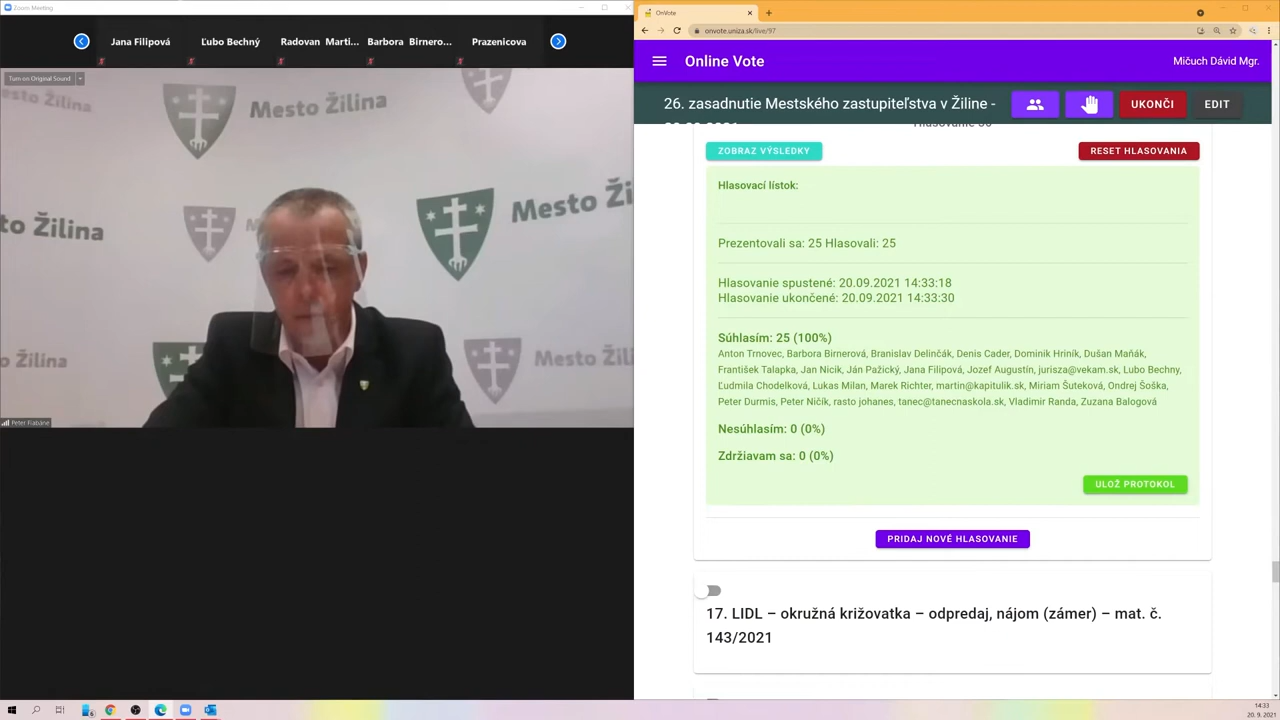 Zoom Meeting
Jana Filipová
Ľubo Bechný
Radovan Marti...
Barbora Birnero...
Prazenicova
Turn on Original Sound
Mesto Žilina
sto Žilina
Mesto Ži
sto Žilina
Mesto
Peter Fiabáne
OnVote
onvote.uniza.sk/live/97
Online Vote
Mičuch Dávid Mgr.
26. zasadnutie Mestského zastupiteľstva v Žiline -
UKONČI
EDIT
ZOBRAZ VÝSLEDKY
RESET HLASOVANIA
Hlasovací lístok:
Prezentovali sa: 25 Hlasovali: 25
Hlasovanie spustené: 20.09.2021 14:33:18
Hlasovanie ukončené: 20.09.2021 14:33:30
Súhlasím: 25 (100%)
Anton Trnovec, Barbora Birnerová, Branislav Delinčák, Denis Cader, Dominik Hriník, Dušan Maňák,
František Talapka, Jan Nicik, Ján Pažický, Jana Filipová, Jozef Augustín, jurisza@vekam.sk, Lubo Bechny,
Ľudmila Chodelková, Lukas Milan, Marek Richter, martin@kapitulik.sk, Miriam Šuteková, Ondrej Šoška,
Peter Durmis, Peter Ničík, rasto johanes, tanec@tanecnaskola.sk, Vladimir Randa, Zuzana Balogová
Nesúhlasím: 0 (0%)
Zdržiavam sa: 0 (0%)
ULOŽ PROTOKOL
PRIDAJ NOVÉ HLASOVANIE
17. LIDL – okružná križovatka – odpredaj, nájom (zámer) – mat. č.
143/2021
14:33
20. 9. 2021